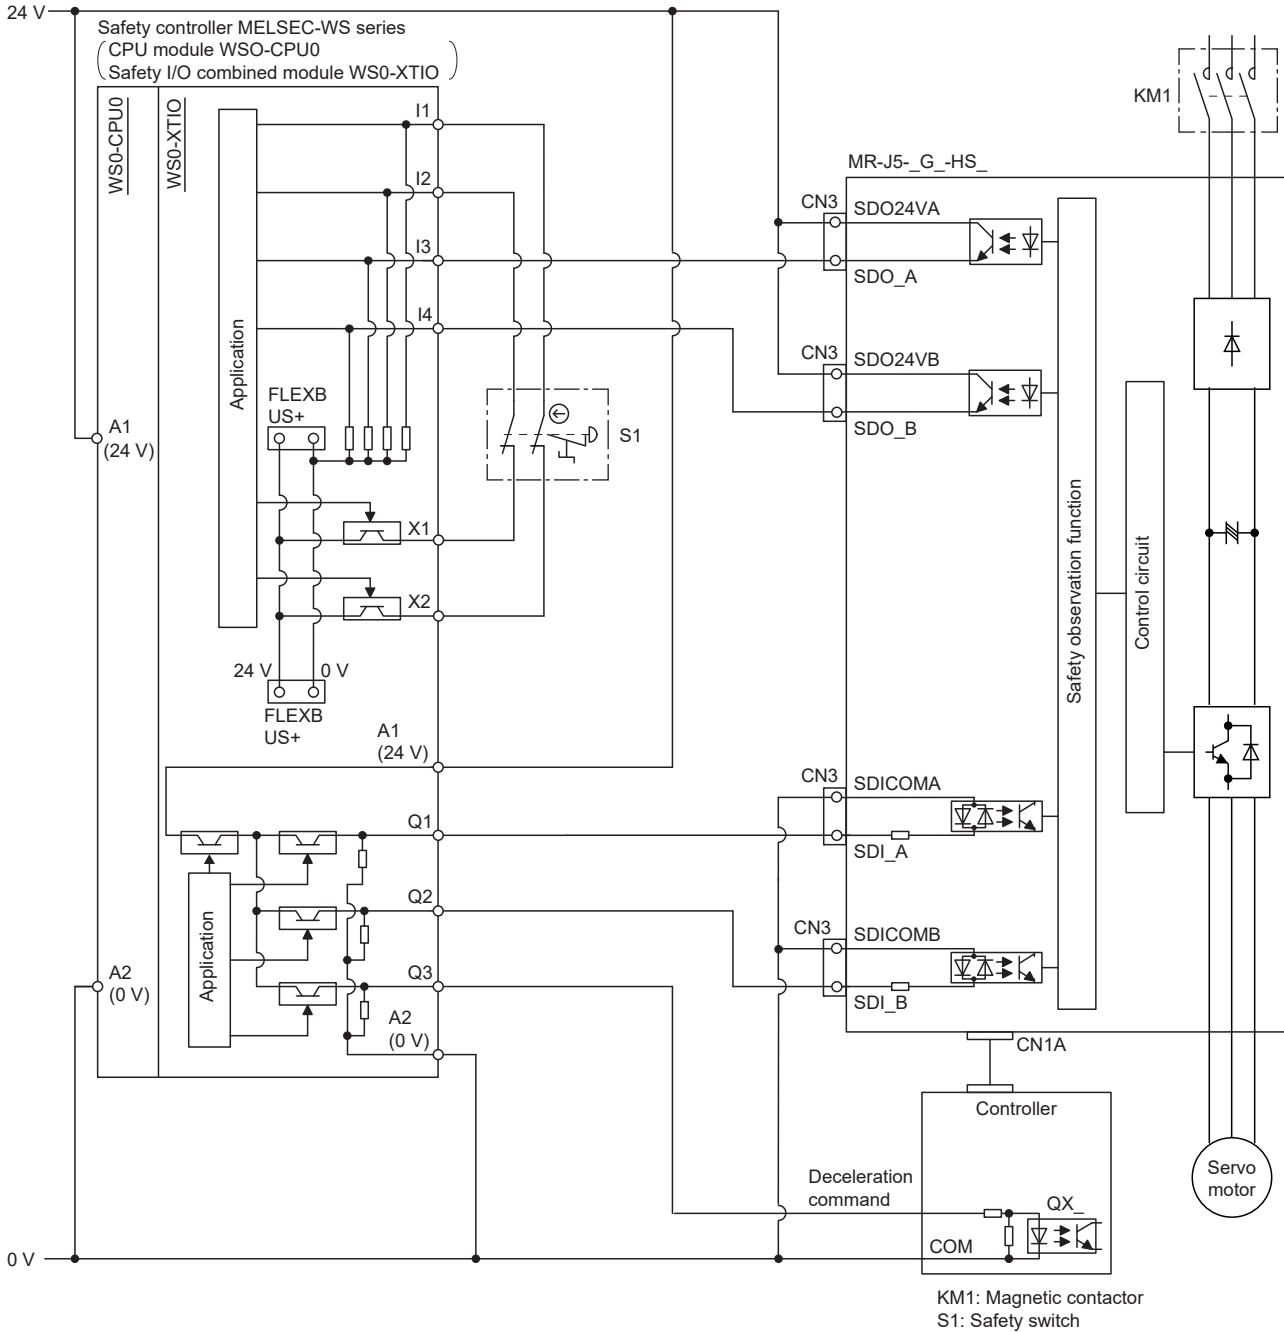 24 V
Safety controller MELSEC-WS series
CPU module WSO-CPU0
Safety I/O combined module WS0-XTIO
WS0-CPU0
WS0-XTIO
Application
I1
I2
I3
I4
A1
(24 V)
FLEXB
US+
X1
X2
24 V
0 V
FLEXB
US+
S1
A1
(24 V)
Q1
Q2
Q3
Application
A2
(0 V)
A2
(0 V)
0 V
KM1
MR-J5-_G_-HS_
CN3
SDO24VA
SDO_A
CN3
SDO24VB
SDO_B
Safety observation function
Control circuit
CN3
SDICOMA
SDI_A
CN3
SDICOMB
SDI_B
CN1A
Controller
Deceleration
command
QX_
COM
Servo
motor
KM1: Magnetic contactor
S1: Safety switch